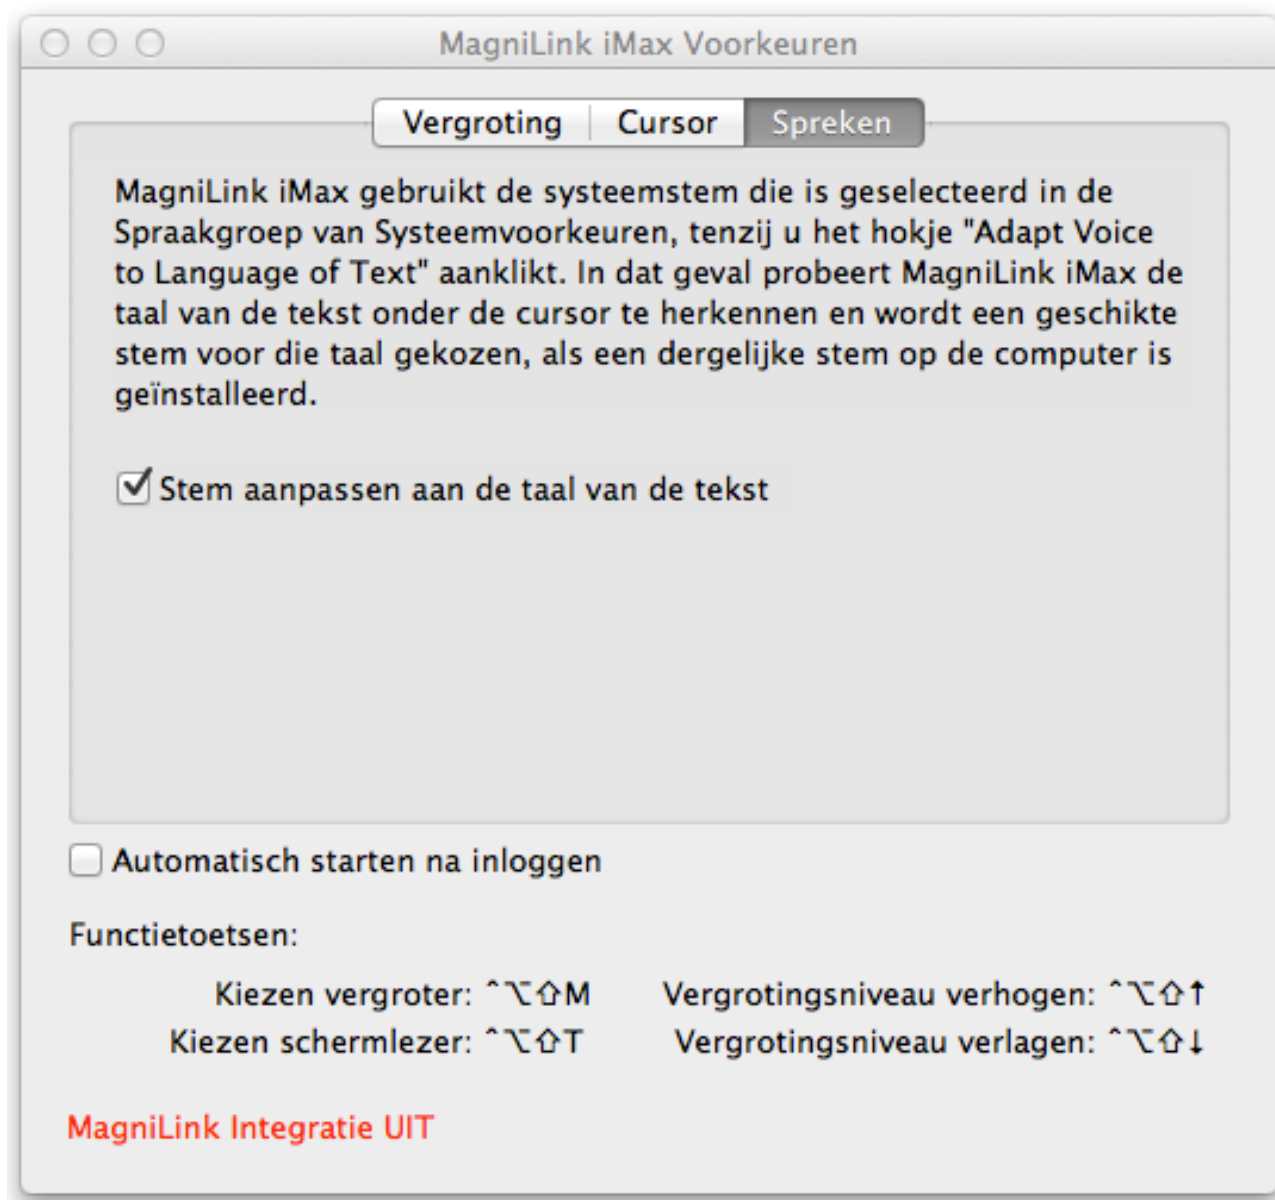 MagniLink iMax Voorkeuren
Vergroting Cursor Spreken
MagniLink iMax gebruikt de systeemstem die is geselecteerd in de
Spraakgroep van Systeemvoorkeuren, tenzij u het hokje "Adapt Voice
to Language of Text" aanklikt. In dat geval probeert MagniLink iMax de
taal van de tekst onder de cursor te herkennen en wordt een geschikte
stem voor die taal gekozen, als een dergelijke stem op de computer is
geïnstalleerd.
Stem aanpassen aan de taal van de tekst
Automatisch starten na inloggen
Functietoetsen:
Kiezen vergroter: ⌃⌥⇧M Vergrotingsniveau verhogen: ⌃⌥⇧↑
Kiezen schermlezer: ⌃⌥⇧T Vergrotingsniveau verlagen: ⌃⌥⇧↓
MagniLink Integratie UIT